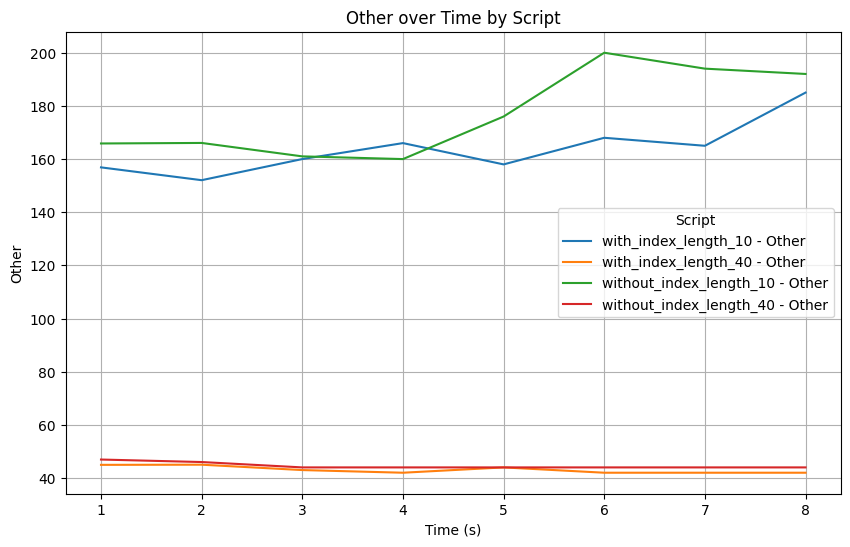 Other over Time by Script
Other
200
180
160
140
120
100
80
60
40
Script
with_index_length_10 - Other
with_index_length_40 - Other
without_index_length_10 - Other
without_index_length_40 - Other
1 2 3 4 5 6 7 8
Time (s)